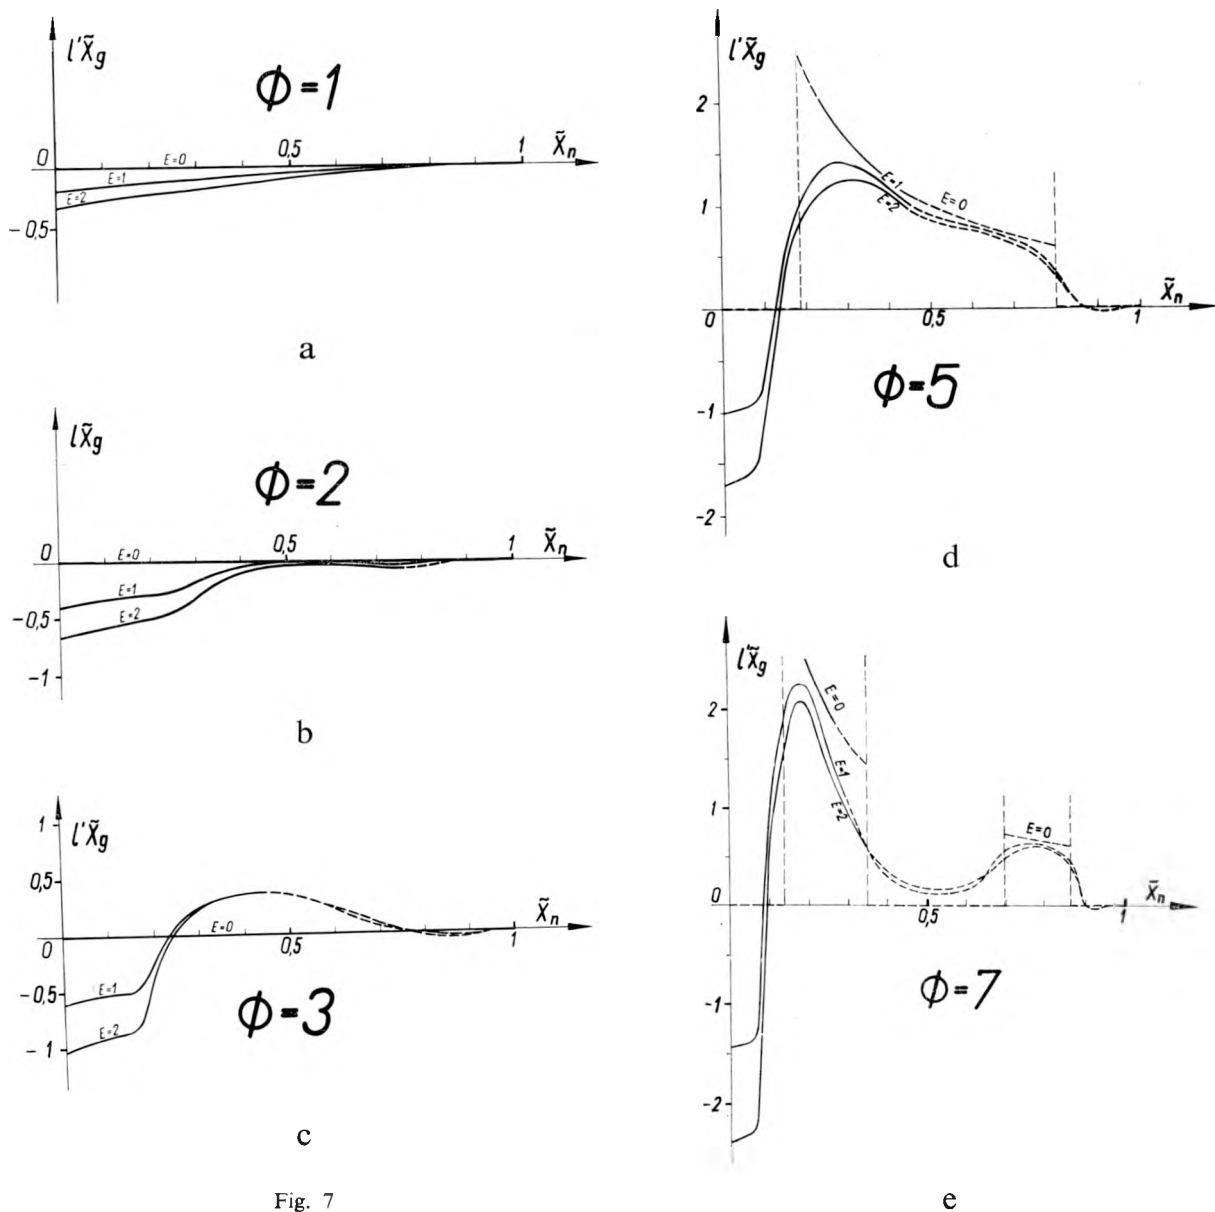 l'X̃g
Φ=1
0,5
1
X̃n
0
E=0
E=1
E=2
−0,5
a
lX̃g
Φ=2
0,5
1
X̃n
0
E=0
E=1
−0,5
E=2
−1
b
1
l'X̃g
0,5
X̃n
0
E=0
0,5
1
−0,5
E=1
Φ=3
E=2
−1
c
Fig. 7
l'X̃g
2
E=1
E=0
1
E=2
X̃n
0
0,5
1
Φ=5
−1
−2
d
l'X̃g
E=0
2
E=1
E=2
1
E=0
X̃n
0
0,5
1
Φ=7
−1
−2
e